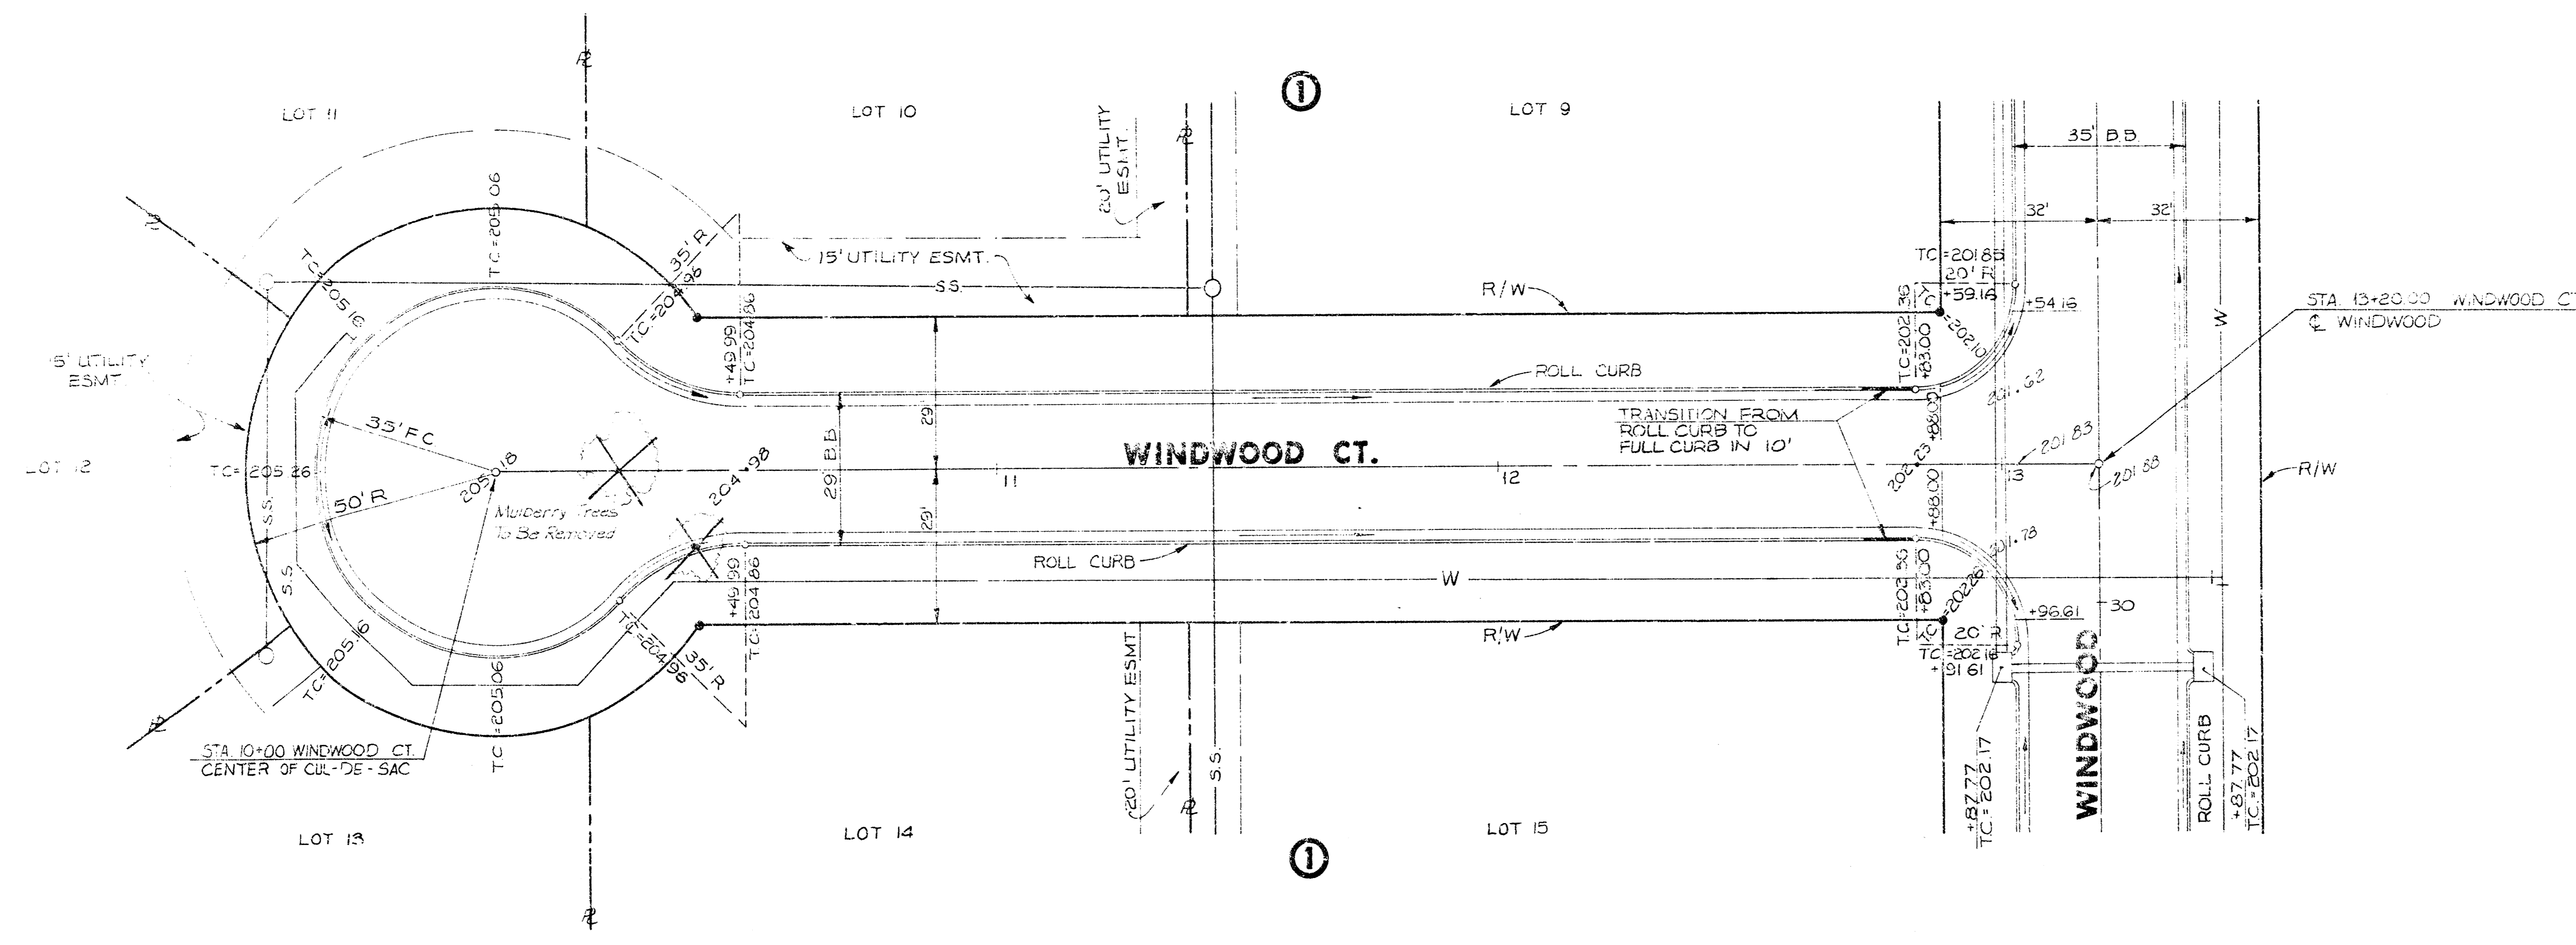 LOT 11
LOT 10
①
LOT 9
20' UTILITY
ESMT.
35' B.B.
32'
32'
TC=205.06
TC=205.16
35' R
TC.=204.96
15' UTILITY ESMT.
S.S.
R/W
TC=201.85
20' R
+59.16
+54.16
TC=202.10
TC=202.36
+83.00
+88.00
201.62
W
STA. 13+20.00 WINDWOOD CT
℄ WINDWOOD
15' UTILITY
ESMT.
+49.99
TC=204.86
ROLL CURB
29'
29' B.B.
TRANSITION FROM
ROLL CURB TO
FULL CURB IN 10'
35' F.C.
LOT 12
TC=205.26
205.18
204.98
WINDWOOD CT.
11
12
13
202.23
201.83
201.88
R/W
50' R
S.S.
S.S
Mulberry Trees
To Be Removed
29'
+88.00
201.78
ROLL CURB
W
+49.99
TC=204.86
TC=202.36
+83.00
TC=202.26
+96.61
30
R/W
20' R
TC=202.16
+91.61
TC=205.16
TC=205.06
TC=204.96
35' R
STA. 10+00 WINDWOOD CT.
CENTER OF CUL-DE-SAC
20' UTILITY ESMT
S.S.
WINDWOOD
ROLL CURB
+87.77
TC=202.17
+87.77
TC.=202.17
LOT 13
LOT 14
LOT 15
①